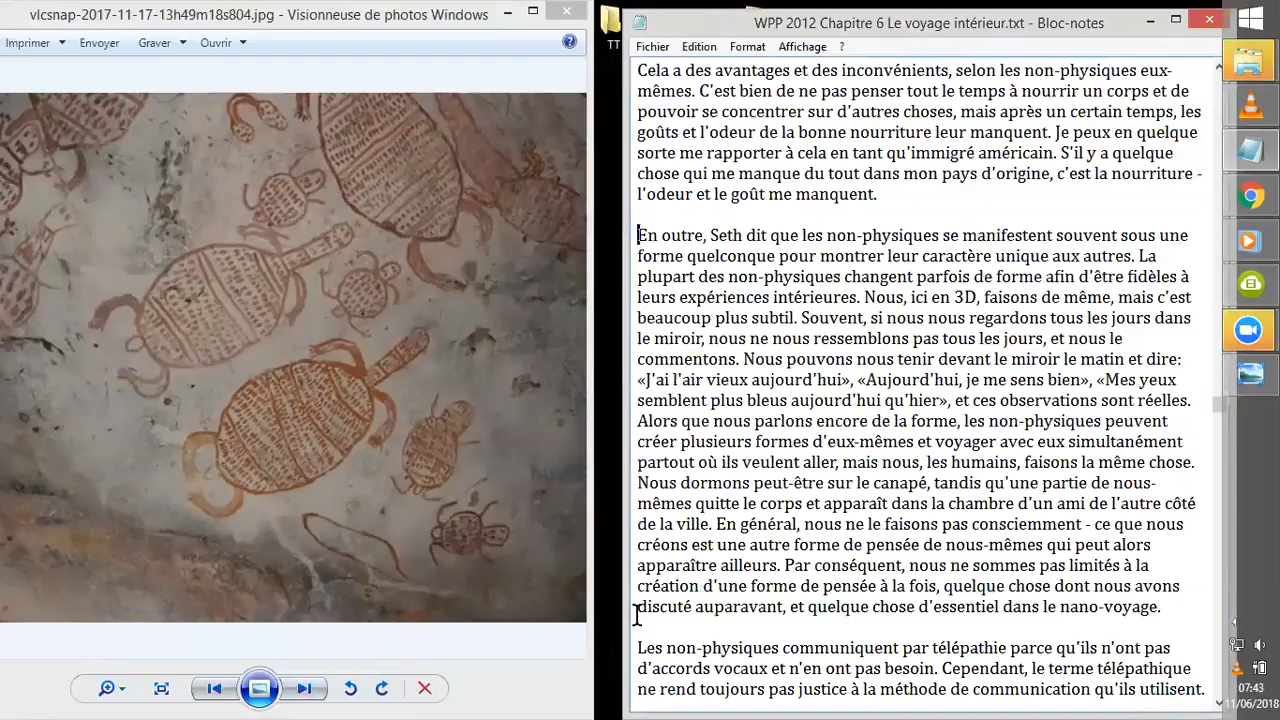 vlcsnap-2017-11-17-13h49m18s804.jpg - Visionneuse de photos Windows
Imprimer Envoyer Graver Ouvrir
TT
WPP 2012 Chapitre 6 Le voyage intérieur.txt - Bloc-notes
Fichier Edition Format Affichage ?
Cela a des avantages et des inconvénients, selon les non-physiques eux-
mêmes. C'est bien de ne pas penser tout le temps à nourrir un corps et de
pouvoir se concentrer sur d'autres choses, mais après un certain temps, les
goûts et l'odeur de la bonne nourriture leur manquent. Je peux en quelque
sorte me rapporter à cela en tant qu'immigré américain. S'il y a quelque
chose qui me manque du tout dans mon pays d'origine, c'est la nourriture -
l'odeur et le goût me manquent.
En outre, Seth dit que les non-physiques se manifestent souvent sous une
forme quelconque pour montrer leur caractère unique aux autres. La
plupart des non-physiques changent parfois de forme afin d'être fidèles à
leurs expériences intérieures. Nous, ici en 3D, faisons de même, mais c'est
beaucoup plus subtil. Souvent, si nous nous regardons tous les jours dans
le miroir, nous ne nous ressemblons pas tous les jours, et nous le
commentons. Nous pouvons nous tenir devant le miroir le matin et dire:
«J'ai l'air vieux aujourd'hui», «Aujourd'hui, je me sens bien», «Mes yeux
semblent plus bleus aujourd'hui qu'hier», et ces observations sont réelles.
Alors que nous parlons encore de la forme, les non-physiques peuvent
créer plusieurs formes d'eux-mêmes et voyager avec eux simultanément
partout où ils veulent aller, mais nous, les humains, faisons la même chose.
Nous dormons peut-être sur le canapé, tandis qu'une partie de nous-
mêmes quitte le corps et apparaît dans la chambre d'un ami de l'autre côté
de la ville. En général, nous ne le faisons pas consciemment - ce que nous
créons est une autre forme de pensée de nous-mêmes qui peut alors
apparaître ailleurs. Par conséquent, nous ne sommes pas limités à la
création d'une forme de pensée à la fois, quelque chose dont nous avons
discuté auparavant, et quelque chose d'essentiel dans le nano-voyage.
Les non-physiques communiquent par télépathie parce qu'ils n'ont pas
d'accords vocaux et n'en ont pas besoin. Cependant, le terme télépathique
ne rend toujours pas justice à la méthode de communication qu'ils utilisent.
07:43
11/06/2018